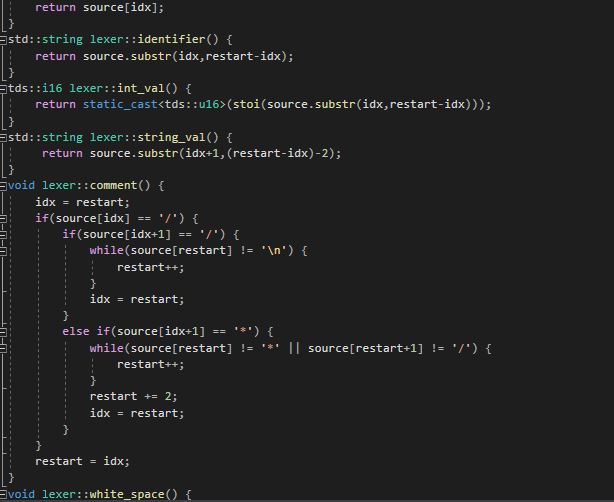 return source[idx];
}
std::string lexer::identifier() {
    return source.substr(idx,restart-idx);
}
tds::i16 lexer::int_val() {
    return static_cast<tds::u16>(stoi(source.substr(idx,restart-idx)));
}
std::string lexer::string_val() {
     return source.substr(idx+1,(restart-idx)-2);
}
void lexer::comment() {
    idx = restart;
    if(source[idx] == '/') {
        if(source[idx+1] == '/') {
            while(source[restart] != '\n') {
                restart++;
            }
            idx = restart;
        }
        else if(source[idx+1] == '*') {
            while(source[restart] != '*' || source[restart+1] != '/') {
                restart++;
            }
            restart += 2;
            idx = restart;
        }
    }
    restart = idx;
}
void lexer::white_space() {